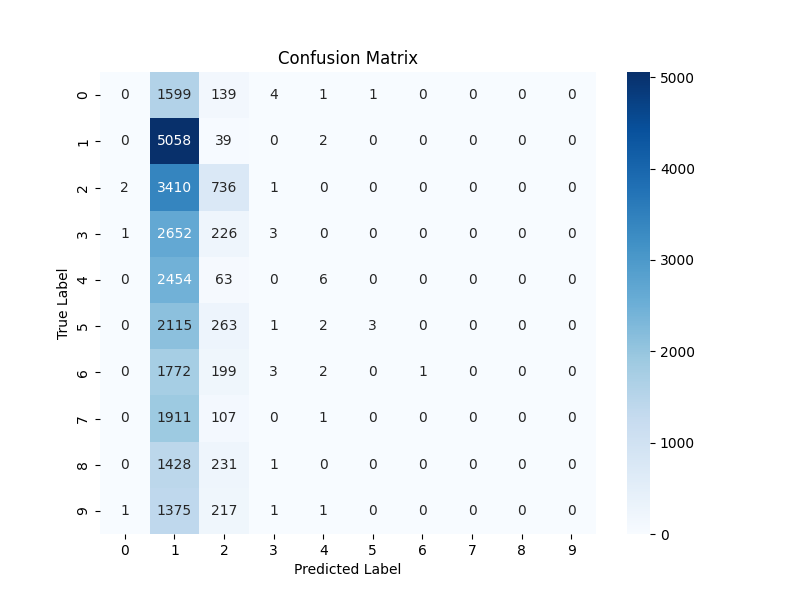 Confusion Matrix
0 0 1599 139 4 1 1 0 0 0 0
1 0 5058 39 0 2 0 0 0 0 0
2 2 3410 736 1 0 0 0 0 0 0
3 1 2652 226 3 0 0 0 0 0 0
4 0 2454 63 0 6 0 0 0 0 0
5 0 2115 263 1 2 3 0 0 0 0
6 0 1772 199 3 2 0 1 0 0 0
7 0 1911 107 0 1 0 0 0 0 0
8 0 1428 231 1 0 0 0 0 0 0
9 1 1375 217 1 1 0 0 0 0 0
0 1 2 3 4 5 6 7 8 9
Predicted Label
True Label
5000
4000
3000
2000
1000
0